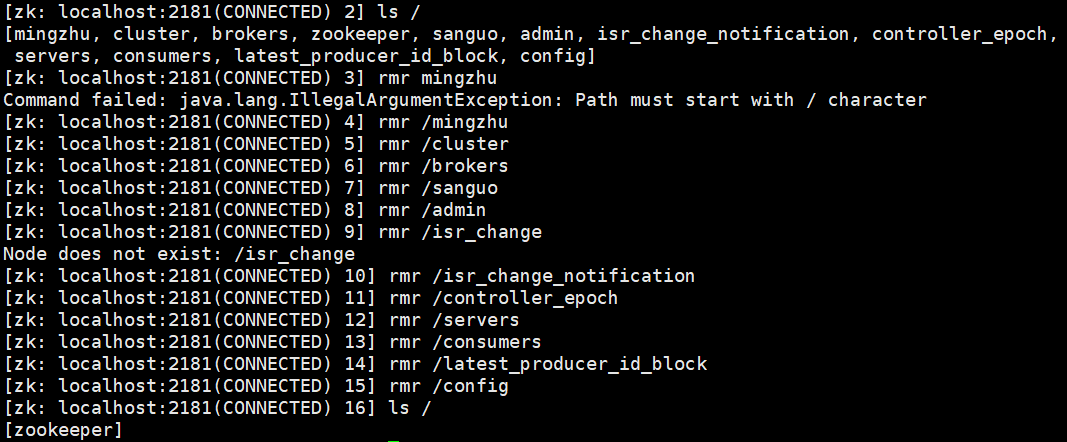 [zk: localhost:2181(CONNECTED) 2] ls /
[mingzhu, cluster, brokers, zookeeper, sanguo, admin, isr_change_notification, controller_epoch,
 servers, consumers, latest_producer_id_block, config]
[zk: localhost:2181(CONNECTED) 3] rmr mingzhu
Command failed: java.lang.IllegalArgumentException: Path must start with / character
[zk: localhost:2181(CONNECTED) 4] rmr /mingzhu
[zk: localhost:2181(CONNECTED) 5] rmr /cluster
[zk: localhost:2181(CONNECTED) 6] rmr /brokers
[zk: localhost:2181(CONNECTED) 7] rmr /sanguo
[zk: localhost:2181(CONNECTED) 8] rmr /admin
[zk: localhost:2181(CONNECTED) 9] rmr /isr_change
Node does not exist: /isr_change
[zk: localhost:2181(CONNECTED) 10] rmr /isr_change_notification
[zk: localhost:2181(CONNECTED) 11] rmr /controller_epoch
[zk: localhost:2181(CONNECTED) 12] rmr /servers
[zk: localhost:2181(CONNECTED) 13] rmr /consumers
[zk: localhost:2181(CONNECTED) 14] rmr /latest_producer_id_block
[zk: localhost:2181(CONNECTED) 15] rmr /config
[zk: localhost:2181(CONNECTED) 16] ls /
[zookeeper]